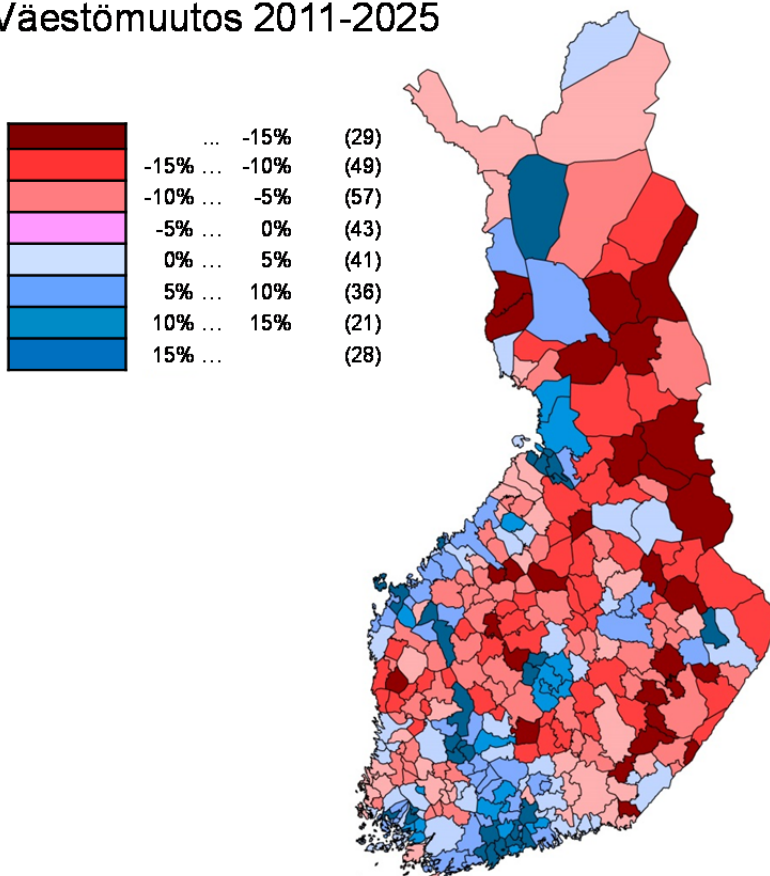 Väestömuutos 2011-2025
... -15% (29)
-15% ... -10% (49)
-10% ... -5% (57)
-5% ... 0% (43)
0% ... 5% (41)
5% ... 10% (36)
10% ... 15% (21)
15% ... (28)